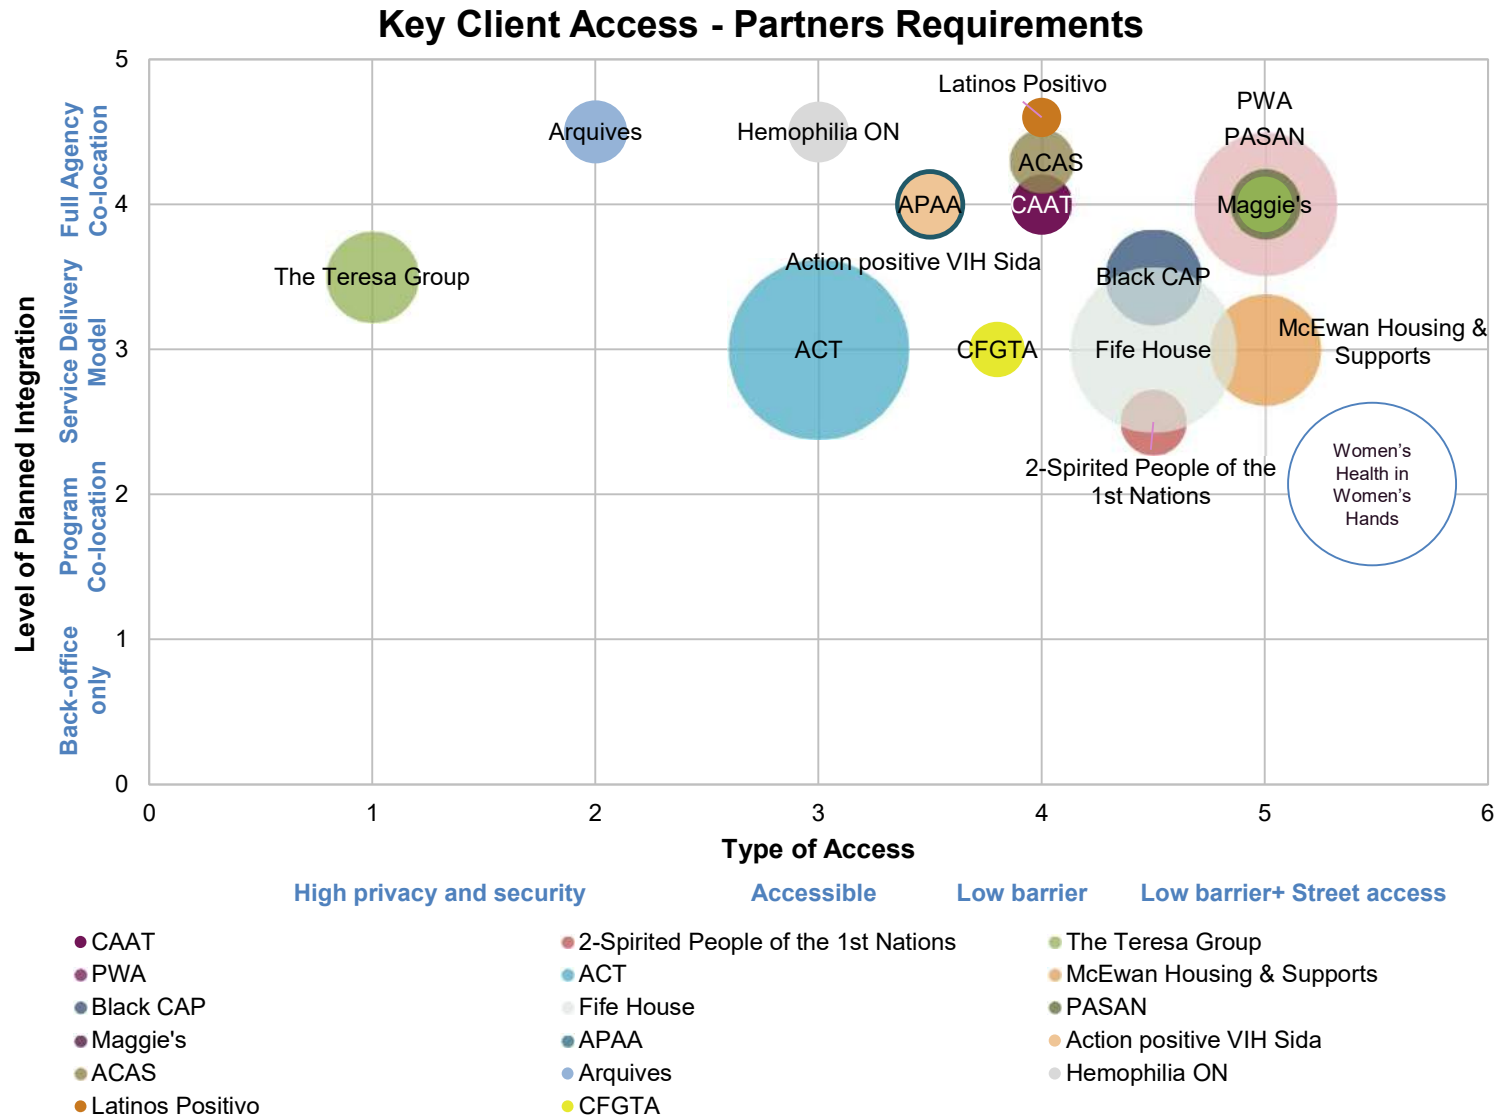 Key Client Access - Partners Requirements
5
4
3
2
1
0
0
1
2
3
4
5
6
Level of Planned Integration
Full Agency
Co-location
Service Delivery
Model
Program
Co-location
Back-office
only
Latinos Positivo
PWA
Arquives
Hemophilia ON
PASAN
ACAS
APAA
CAAT
Maggie's
Action positive VIH Sida
The Teresa Group
Black CAP
ACT
CFGTA
Fife House
McEwan Housing &
Supports
2-Spirited People of the
1st Nations
Women's
Health in
Women's
Hands
Type of Access
High privacy and security
Accessible
Low barrier
Low barrier+ Street access
CAAT
2-Spirited People of the 1st Nations
The Teresa Group
PWA
ACT
McEwan Housing & Supports
Black CAP
Fife House
PASAN
Maggie's
APAA
Action positive VIH Sida
ACAS
Arquives
Hemophilia ON
Latinos Positivo
CFGTA